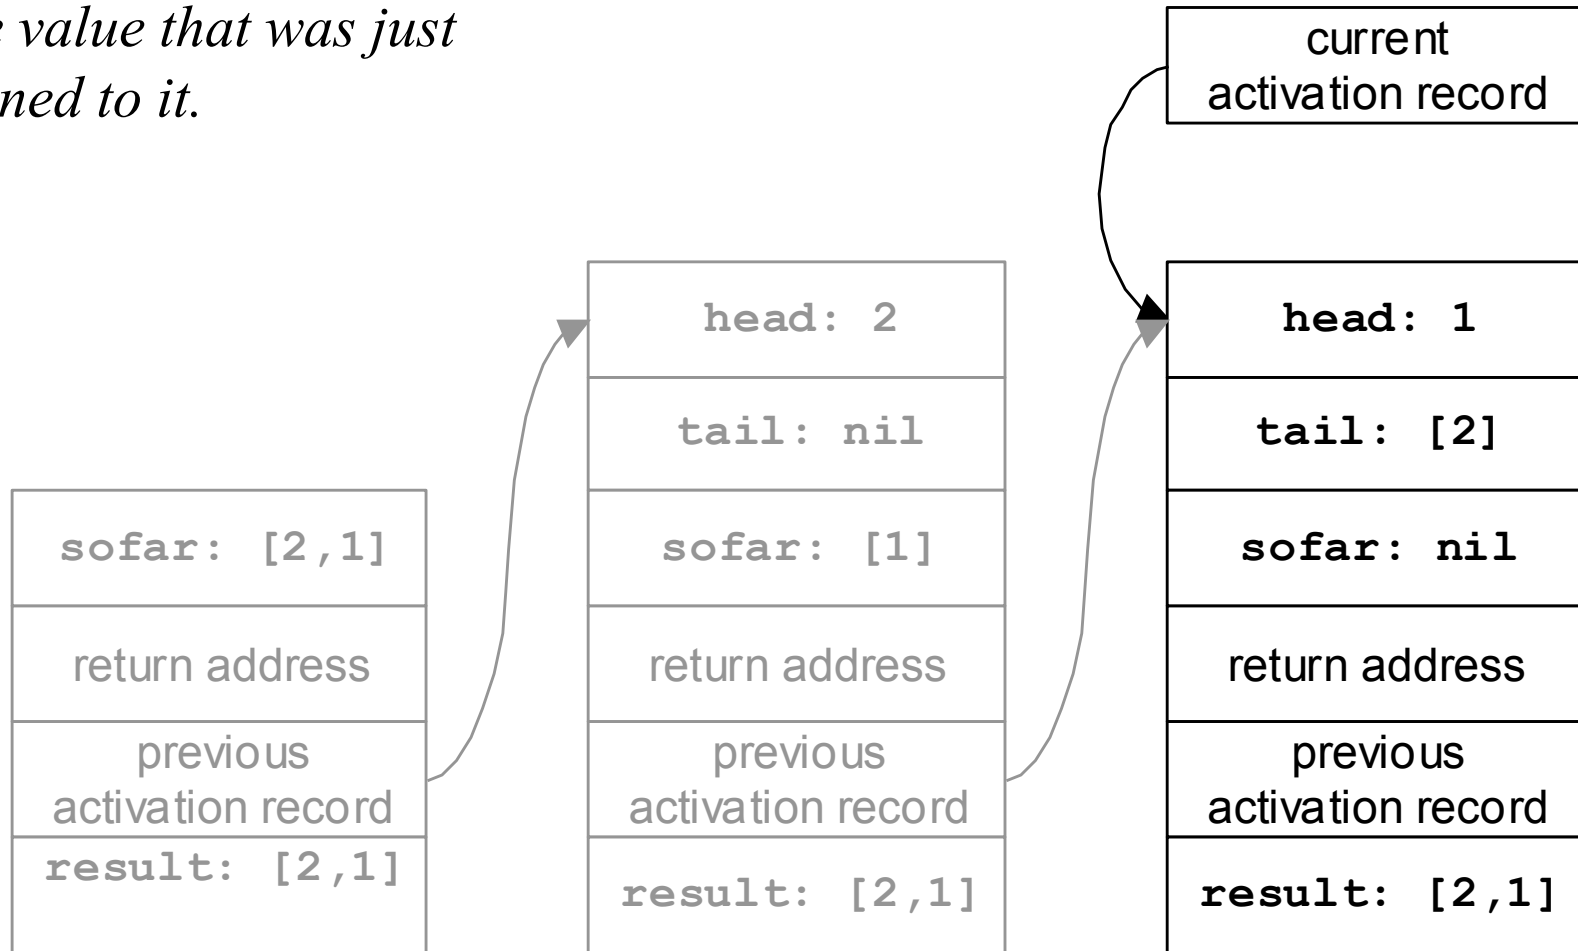 value that was just
to it.
current
activation record
sofar: [2,1]
return address
previous
activation record
result: [2,1]
head: 2
tail: nil
sofar: [1]
return address
previous
activation record
result: [2,1]
head: 1
tail: [2]
sofar: nil
return address
previous
activation record
result: [2,1]